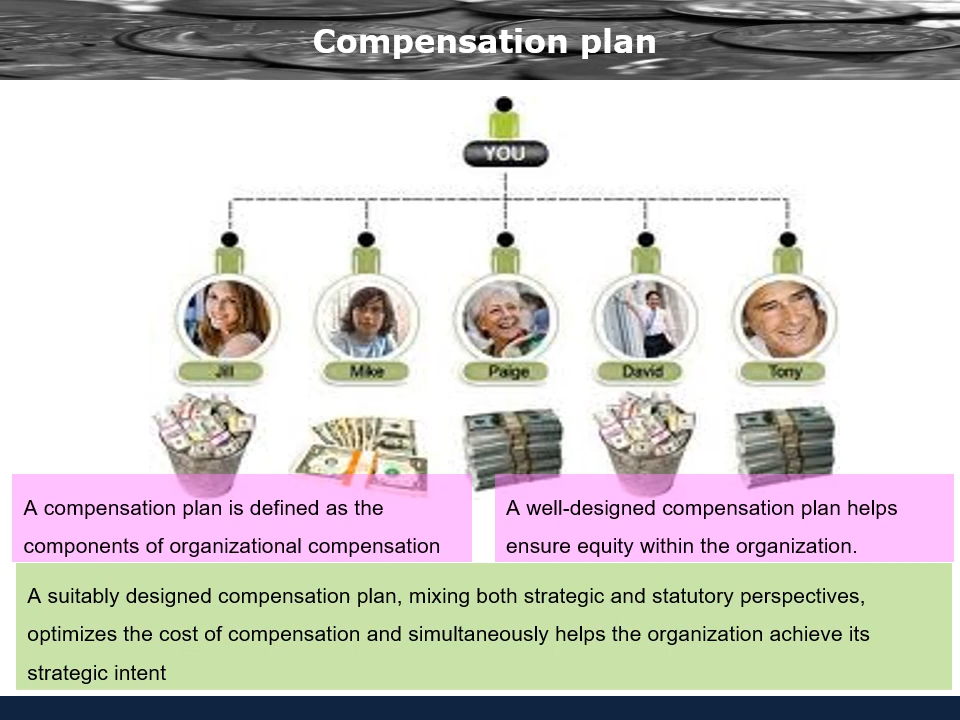 Compensation plan
YOU
Jill
Mike
Paige
David
Tony
A compensation plan is defined as the
components of organizational compensation
A well-designed compensation plan helps
ensure equity within the organization.
A suitably designed compensation plan, mixing both strategic and statutory perspectives,
optimizes the cost of compensation and simultaneously helps the organization achieve its
strategic intent